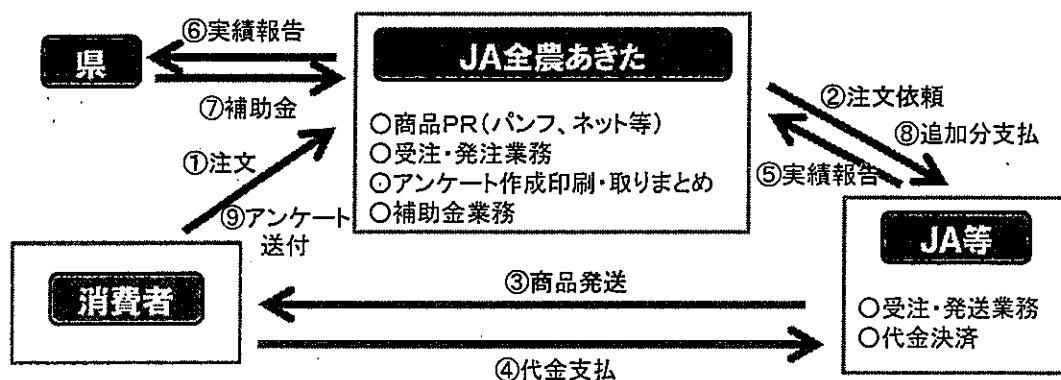 ⑥実績報告
県
⑦補助金
JA全農あきた
○商品PR(パンフ、ネット等)
○受注・発注業務
○アンケート作成印刷・取りまとめ
○補助金業務
①注文
⑨アンケート
送付
②注文依頼
⑧追加分支払
⑤実績報告
JA等
○受注・発送業務
○代金決済
消費者
③商品発送
④代金支払